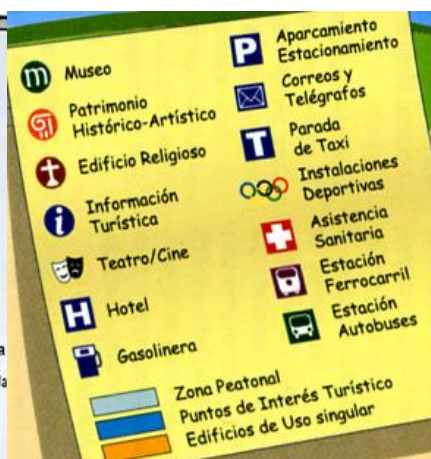 m Museo
Patrimonio
Histórico-Artístico
Edificio Religioso
i Información
Turística
Teatro/Cine
H Hotel
Gasolinera
P Aparcamiento
Estacionamiento
Correos y
Telégrafos
T Parada
de Taxi
Instalaciones
Deportivas
Asistencia
Sanitaria
Estación
Ferrocarril
Estación
Autobuses
Zona Peatonal
Puntos de Interés Turístico
Edificios de Uso singular